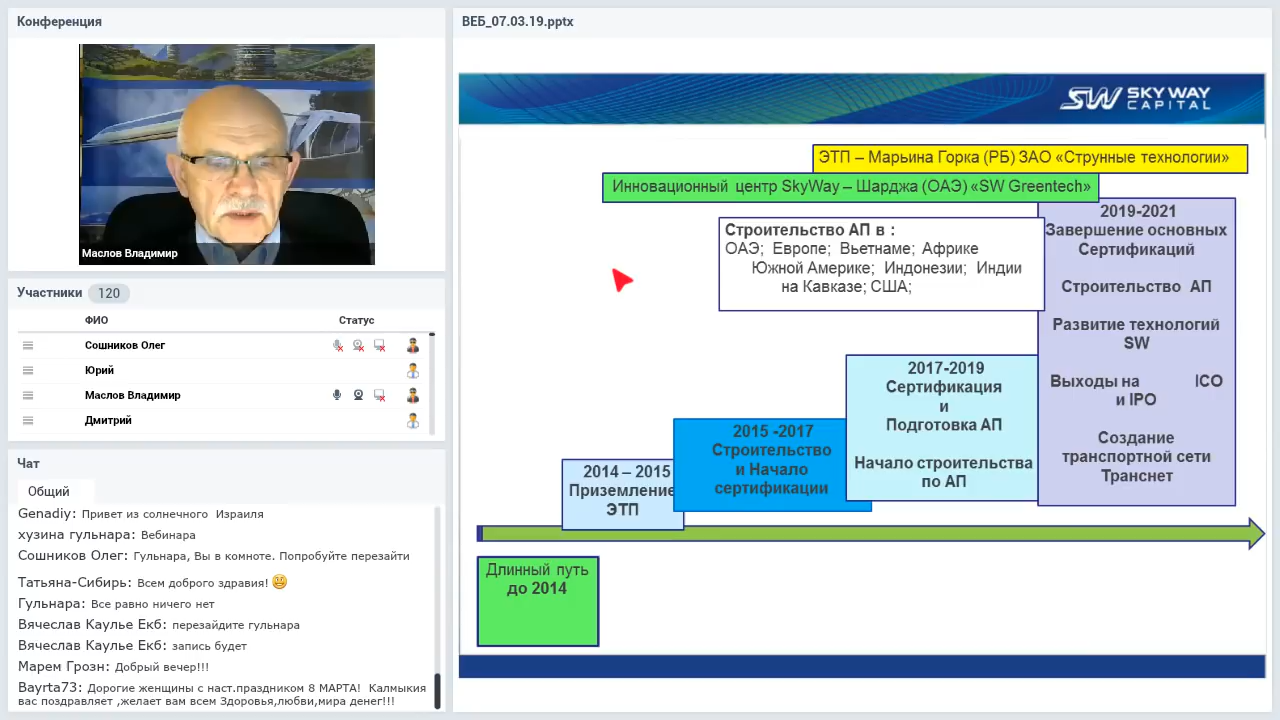 Конференция
Маслов Владимир
Участники 120
ФИО Статус
Сошников Олег
Юрий
Маслов Владимир
Дмитрий
Чат
Общий
Genadiy: Привет из солнечного Израиля
хузина гульнара: Вебинара
Сошников Олег: Гульнара, Вы в комноте. Попробуйте перезайти
Татьяна-Сибирь: Всем доброго здравия!
Гульнара: Все равно ничего нет
Вячеслав Каулье Екб: перезайдите гульнара
Вячеслав Каулье Екб: запись будет
Марем Грозн: Добрый вечер!!!
Bayrta73: Дорогие женщины с наст.праздником 8 МАРТА! Калмыкия
вас поздравляет ,желает вам всем Здоровья,любви,мира денег!!!
ВЕБ_07.03.19.pptx
SW SKY WAY
CAPITAL
ЭТП – Марьина Горка (РБ) ЗАО «Струнные технологии»
Инновационный центр SkyWay – Шарджа (ОАЭ) «SW Greentech»
Строительство АП в :
ОАЭ; Европе; Вьетнаме; Африке
Южной Америке; Индонезии; Индии
на Кавказе; США;
2019-2021
Завершение основных
Сертификаций
Строительство АП
Развитие технологий
SW
Выходы на ICO
и IPO
Создание
транспортной сети
Транснет
2017-2019
Сертификация
и
Подготовка АП
Начало строительства
по АП
2015 -2017
Строительство
и Начало
сертификации
2014 – 2015
Приземление
ЭТП
Длинный путь
до 2014